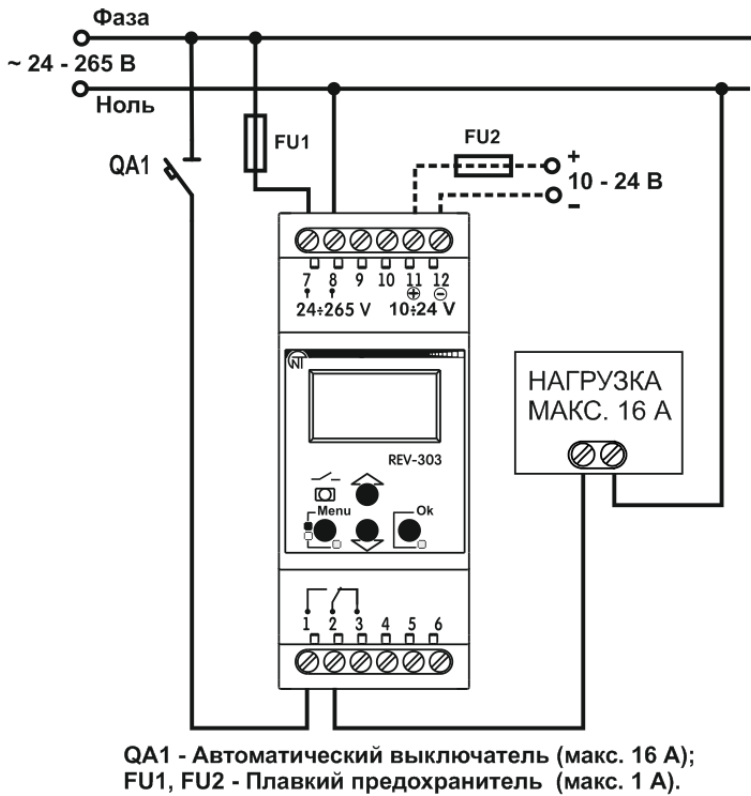 Фаза
~ 24 - 265 В
Ноль
QA1
FU1
FU2
+
10 - 24 В
–
7 8 9 10 11 12
24÷265 V 10÷24 V
NT
НАГРУЗКА
МАКС. 16 А
REV-303
Menu
Ok
1 2 3 4 5 6
QA1 - Автоматический выключатель (макс. 16 А);
FU1, FU2 - Плавкий предохранитель (макс. 1 А).